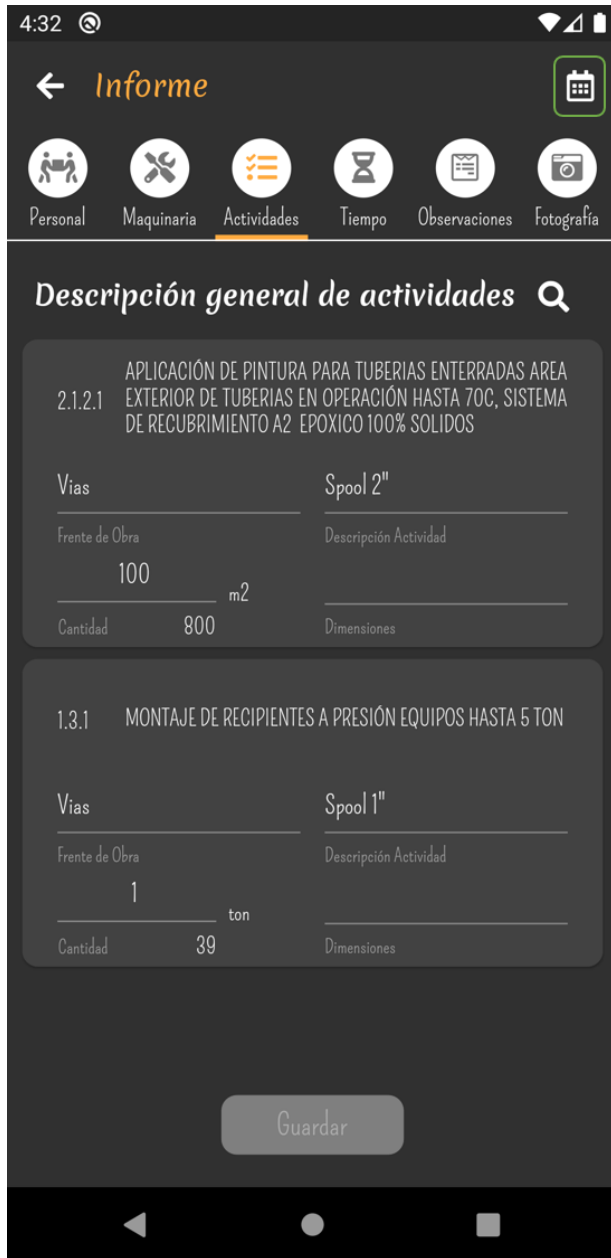 4:32
Informe
Personal Maquinaria Actividades Tiempo Observaciones Fotografía
Descripción general de actividades
2.1.2.1
APLICACIÓN DE PINTURA PARA TUBERIAS ENTERRADAS AREA
EXTERIOR DE TUBERIAS EN OPERACIÓN HASTA 70C, SISTEMA
DE RECUBRIMIENTO A2 EPOXICO 100% SOLIDOS
Vias Spool 2"
Frente de Obra Descripción Actividad
100 m2
Cantidad 800 Dimensiones
1.3.1 MONTAJE DE RECIPIENTES A PRESIÓN EQUIPOS HASTA 5 TON
Vias Spool 1"
Frente de Obra Descripción Actividad
1 ton
Cantidad 39 Dimensiones
Guardar